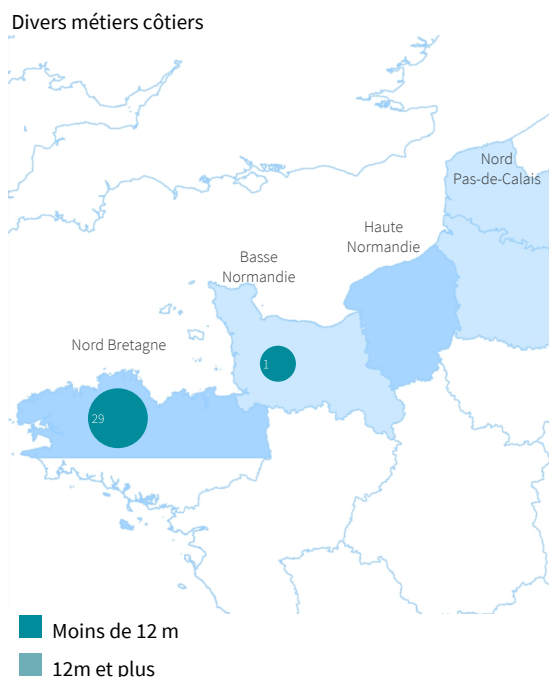 Divers métiers côtiers
Nord
Pas-de-Calais
Haute
Normandie
Basse
Normandie
1
Nord Bretagne
29
Moins de 12 m
12m et plus